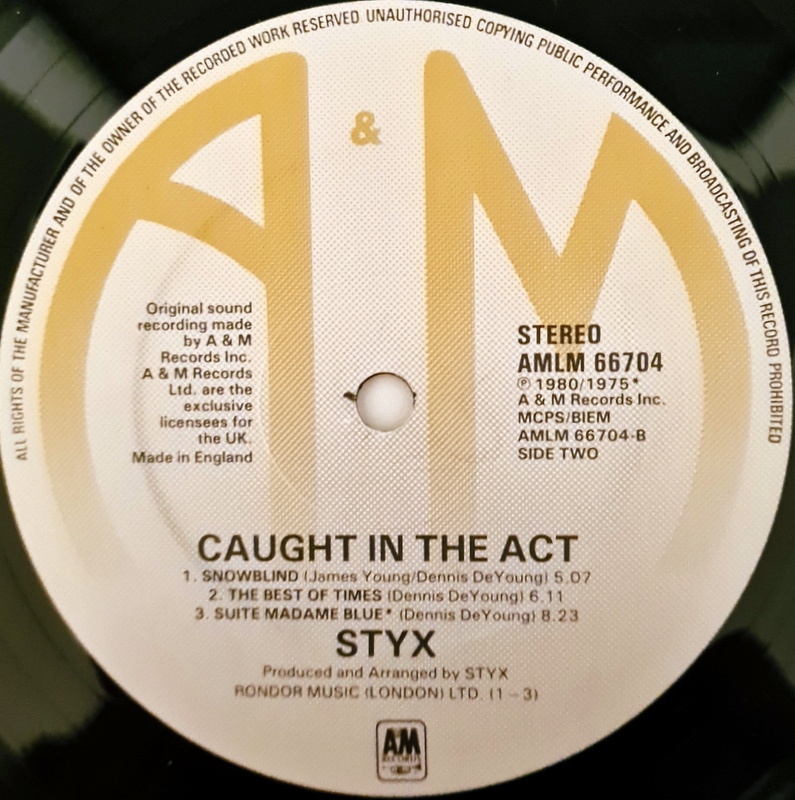 ALL RIGHTS OF THE MANUFACTURER AND OF THE OWNER OF THE RECORDED WORK RESERVED UNAUTHORISED COPYING PUBLIC PERFORMANCE AND BROADCASTING OF THIS RECORD PROHIBITED
A & M
Original sound
recording made
by A & M
Records Inc.
A & M Records
Ltd. are the
exclusive
licensees for
the UK.
Made in England
STEREO
AMLM 66704
℗ 1980/1975*
A & M Records Inc.
MCPS/BIEM
AMLM 66704-B
SIDE TWO
CAUGHT IN THE ACT
1. SNOWBLIND (James Young/Dennis DeYoung) 5.07
2. THE BEST OF TIMES (Dennis DeYoung) 6.11
3. SUITE MADAME BLUE* (Dennis DeYoung) 8.23
STYX
Produced and Arranged by STYX
RONDOR MUSIC (LONDON) LTD. (1-3)
AM
RECORDS